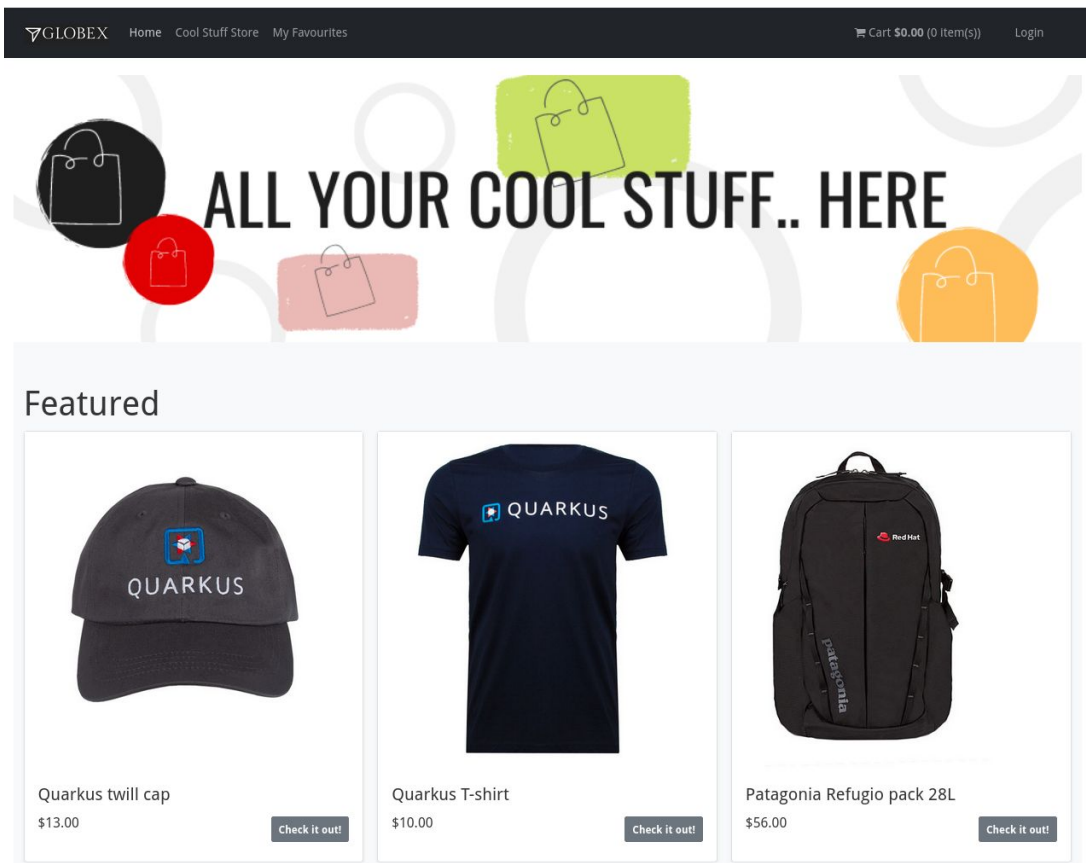 GLOBEX Home Cool Stuff Store My Favourites Cart $0.00 (0 item(s)) Login
ALL YOUR COOL STUFF.. HERE
Featured
QUARKUS
QUARKUS
Red Hat
patagonia
Quarkus twill cap
$13.00
Check it out!
Quarkus T-shirt
$10.00
Check it out!
Patagonia Refugio pack 28L
$56.00
Check it out!